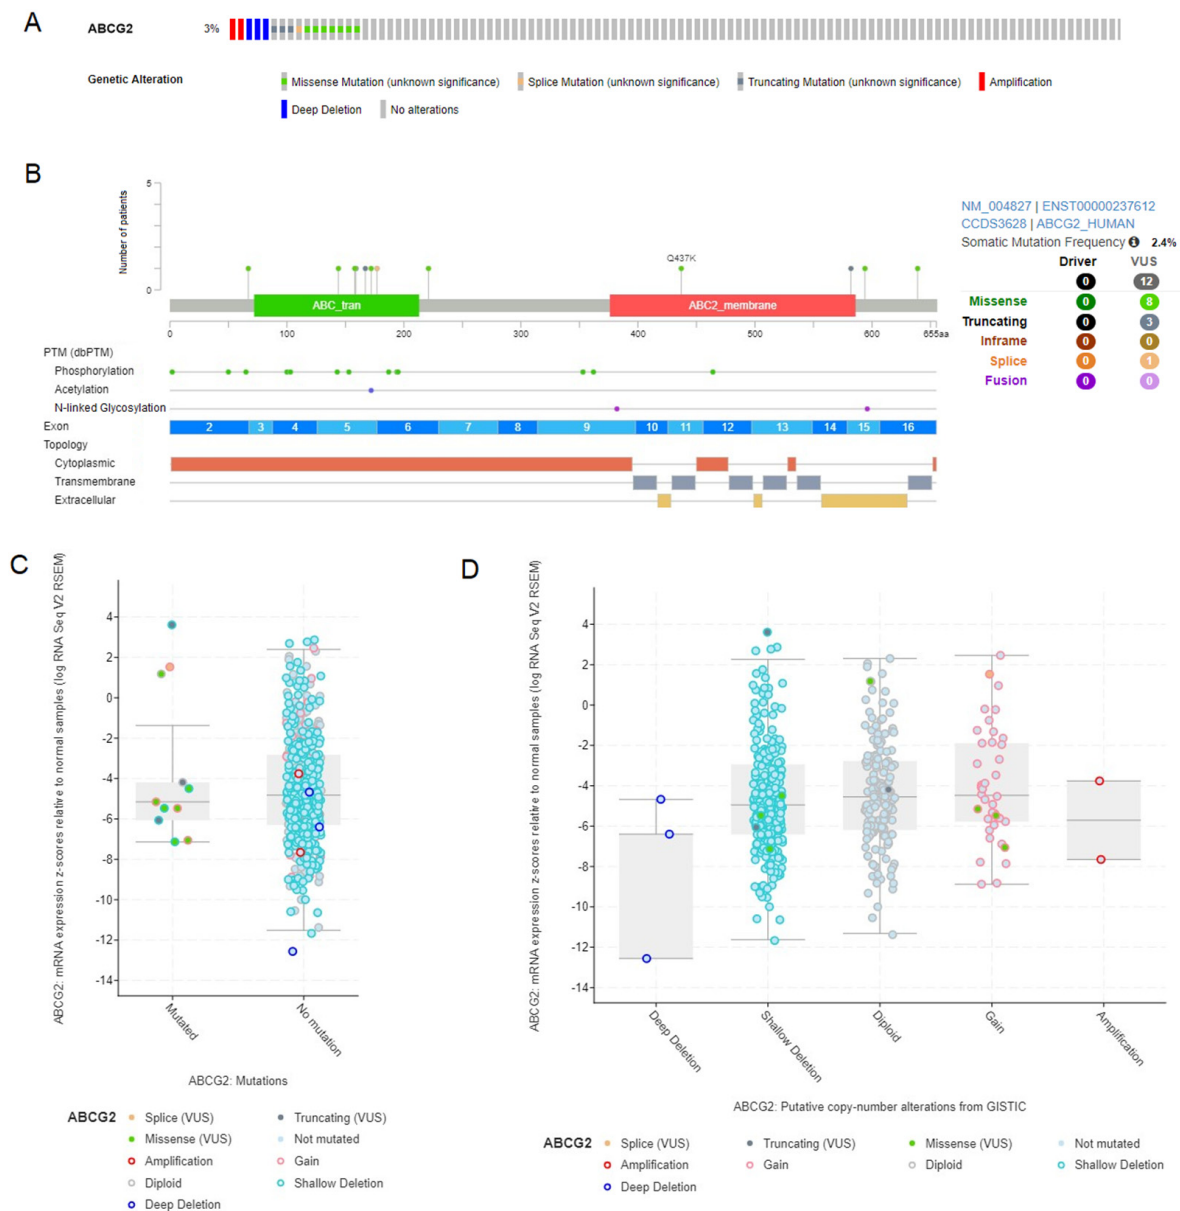 A
ABCG2
3%
Genetic Alteration
Missense Mutation (unknown significance)
Splice Mutation (unknown significance)
Truncating Mutation (unknown significance)
Amplification
Deep Deletion
No alterations
B
Number of patients
5
0
Q437K
ABC_tran
ABC2_membrane
0
100
200
300
400
500
600
655aa
NM_004827 | ENST00000237612
CCDS3628 | ABCG2_HUMAN
Somatic Mutation Frequency 2.4%
Driver VUS
0 12
Missense 0 8
Truncating 0 3
Inframe 0 0
Splice 0 1
Fusion 0 0
PTM (dbPTM)
Phosphorylation
Acetylation
N-linked Glycosylation
Exon
2 3 4 5 6 7 8 9 10 11 12 13 14 15 16
Topology
Cytoplasmic
Transmembrane
Extracellular
C
ABCG2: mRNA expression z-scores relative to normal samples (log RNA Seq V2 RSEM)
4
2
0
-2
-4
-6
-8
-10
-12
-14
Mutated
No mutation
ABCG2: Mutations
ABCG2
Splice (VUS)
Truncating (VUS)
Missense (VUS)
Not mutated
Amplification
Gain
Diploid
Shallow Deletion
Deep Deletion
D
ABCG2: mRNA expression z-scores relative to normal samples (log RNA Seq V2 RSEM)
4
2
0
-2
-4
-6
-8
-10
-12
-14
Deep Deletion
Shallow Deletion
Diploid
Gain
Amplification
ABCG2: Putative copy-number alterations from GISTIC
ABCG2
Splice (VUS)
Truncating (VUS)
Missense (VUS)
Not mutated
Amplification
Gain
Diploid
Shallow Deletion
Deep Deletion